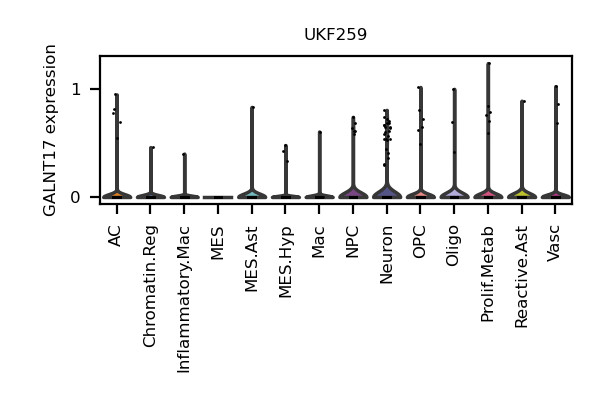 UKF259
GALNT17 expression
1
0
AC
Chromatin.Reg
Inflammatory.Mac
MES
MES.Ast
MES.Hyp
Mac
NPC
Neuron
OPC
Oligo
Prolif.Metab
Reactive.Ast
Vasc